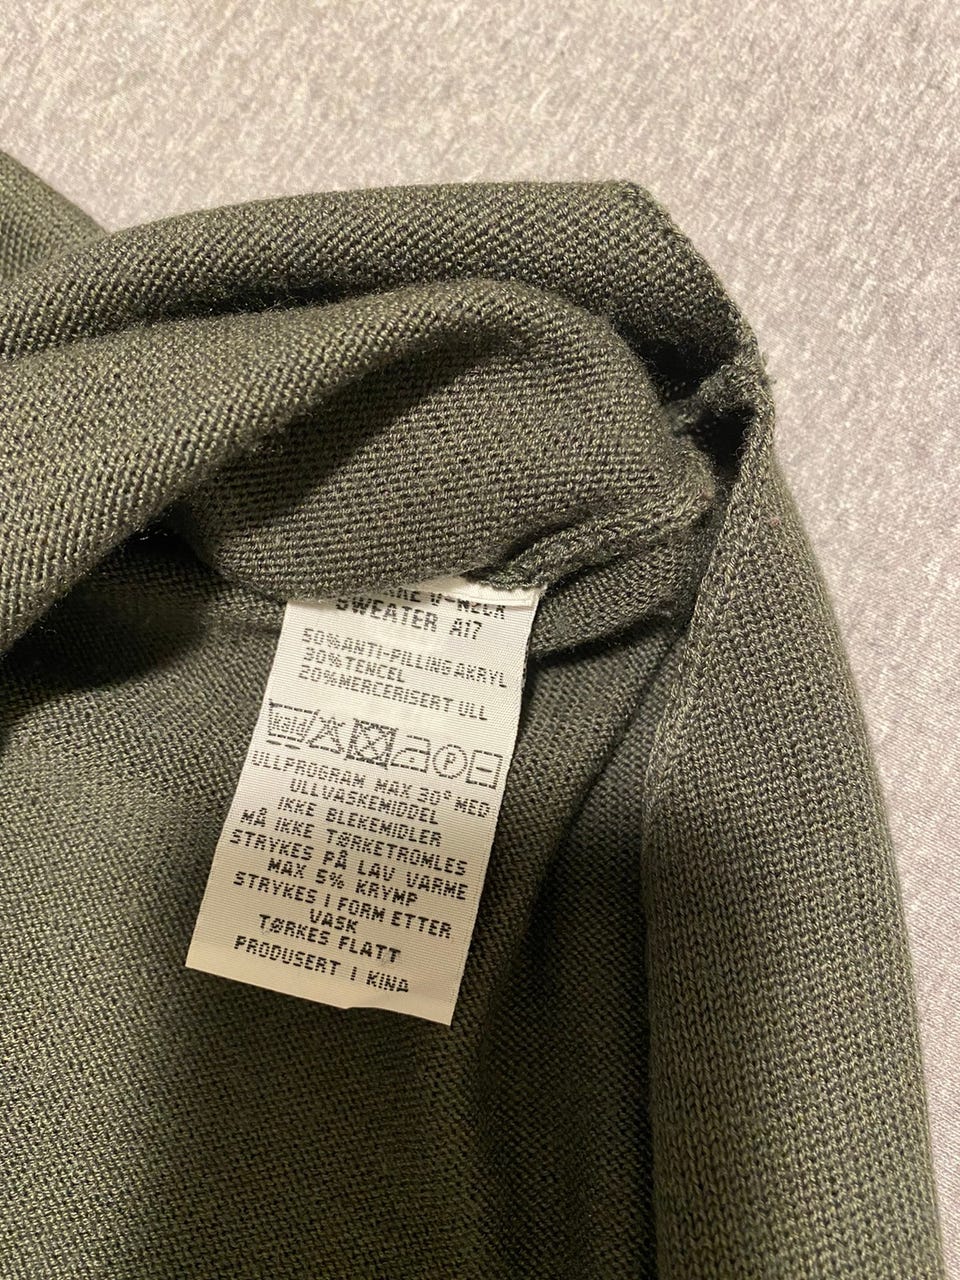 V-NECK
SWEATER A17
50%ANTI-PILLING AKRYL
30%TENCEL
20%MERCERISERT ULL
ULLPROGRAM MAX 30° MED
ULLVASKEMIDDEL
IKKE BLEKEMIDLER
MÅ IKKE TØRKETROMLES
STRYKES PÅ LAV VARME
MAX 5% KRYMP
STRYKES I FORM ETTER
VASK
TØRKES FLATT
PRODUSERT I KINA